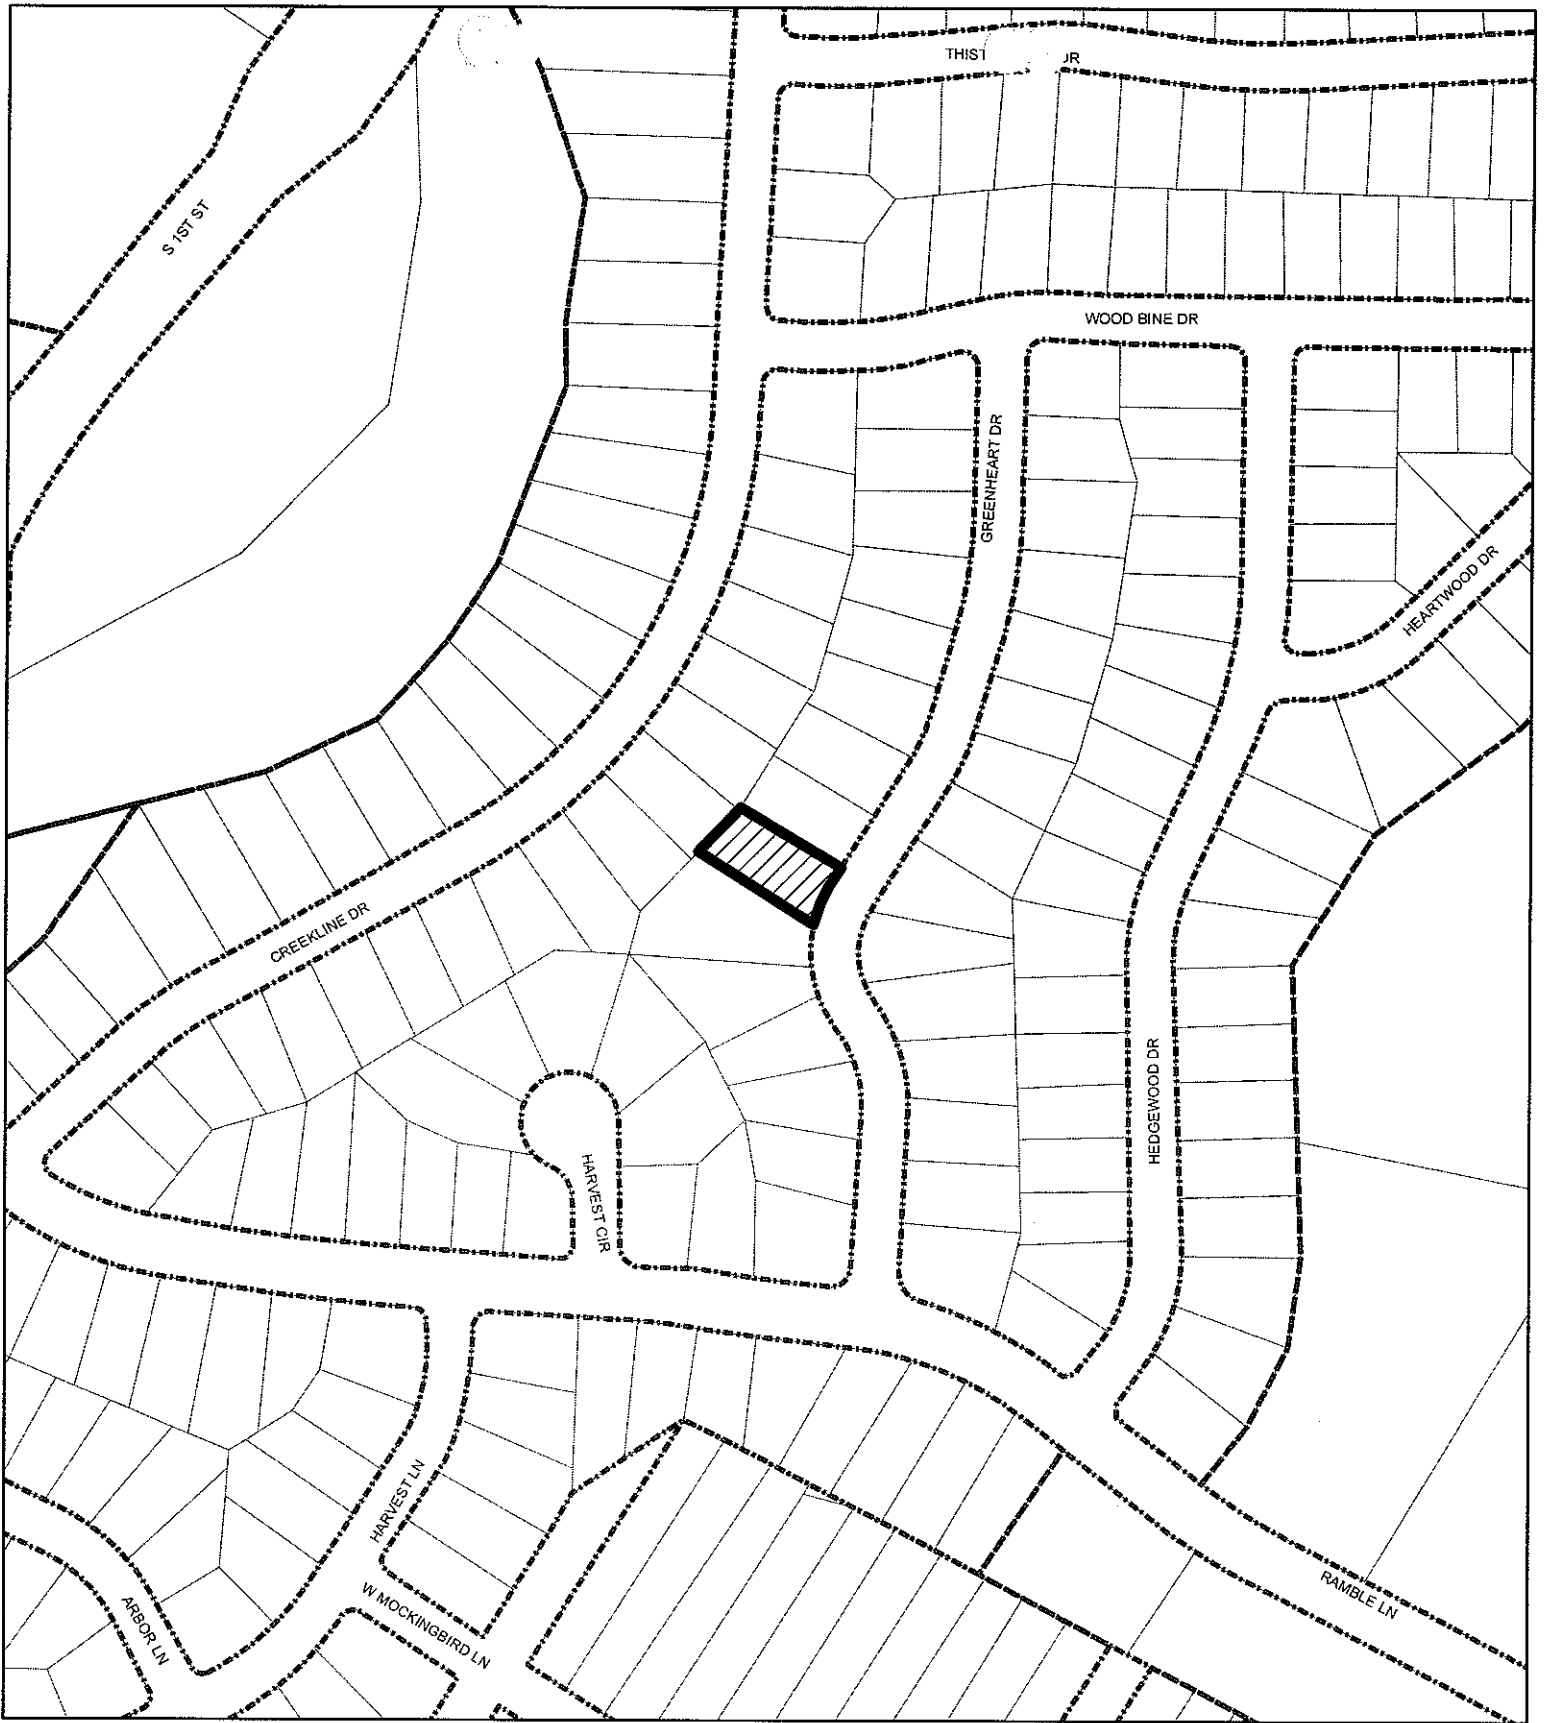 THIST DR
S 1ST ST
WOOD BINE DR
GREENHEART DR
HEARTWOOD DR
CREEKLINE DR
HEDGEWOOD DR
HARVEST CIR
HARVEST LN
RAMBLE LN
ARBOR LN
W MOCKINGBIRD LN